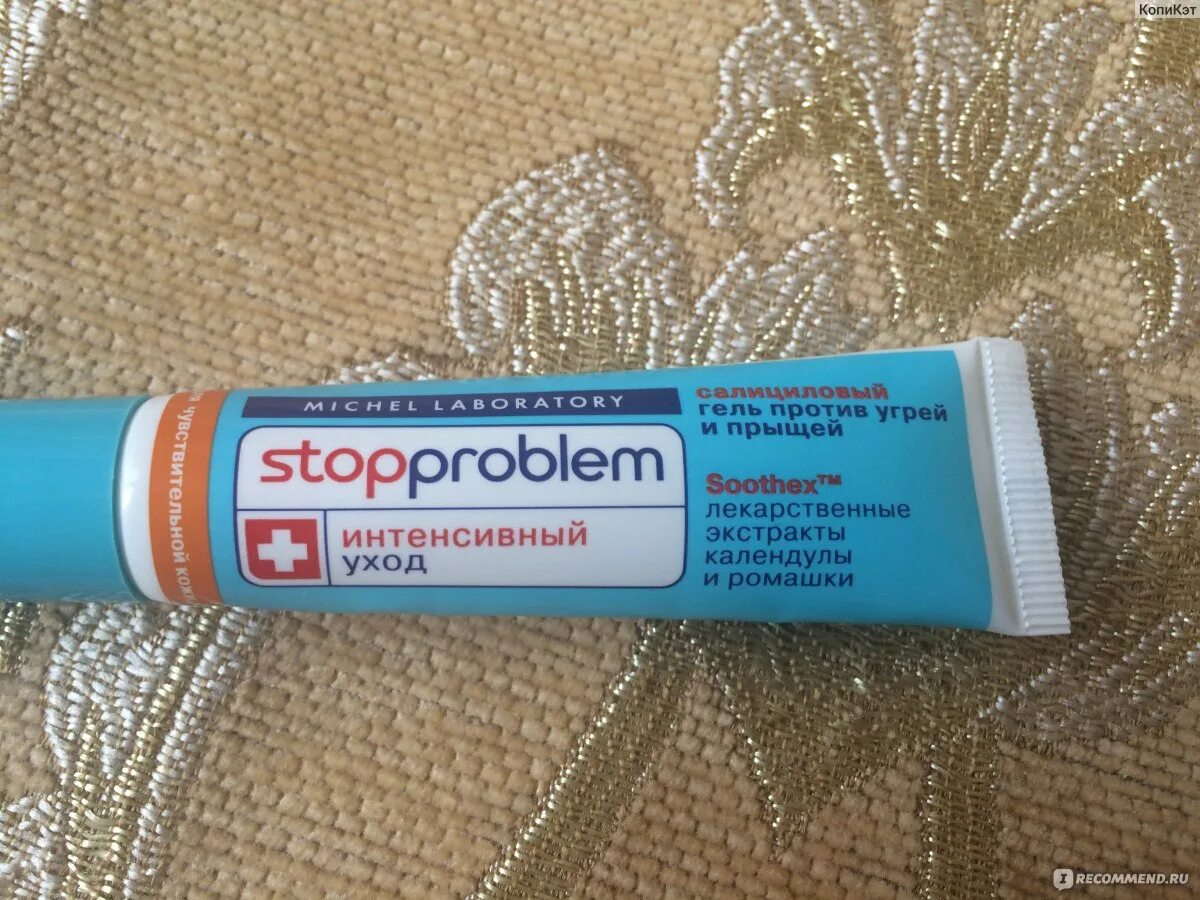 КопиКэт
MICHEL LABORATORY
stopproblem
интенсивный
уход
чувствительной
салициловый
гель против угрей
и прыщей
Soothex™
лекарственные
экстракты
календулы
и ромашки
IRECOMMEND.RU